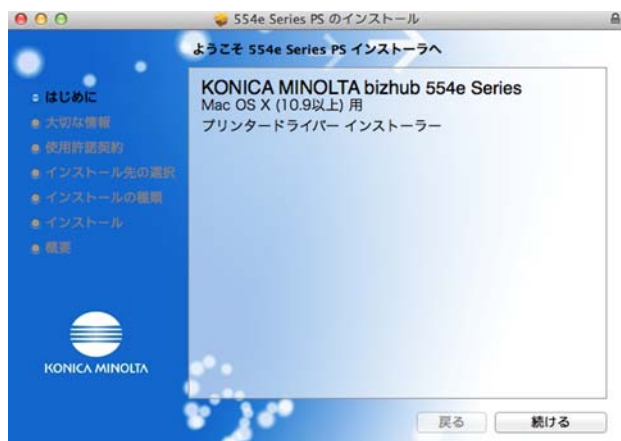 554e Series PS のインストール
ようこそ 554e Series PS インストーラへ
はじめに
大切な情報
使用許諾契約
インストール先の選択
インストールの種類
インストール
概要
KONICA MINOLTA bizhub 554e Series
Mac OS X (10.9以上) 用
プリンタードライバー インストーラー
KONICA MINOLTA
戻る
続ける